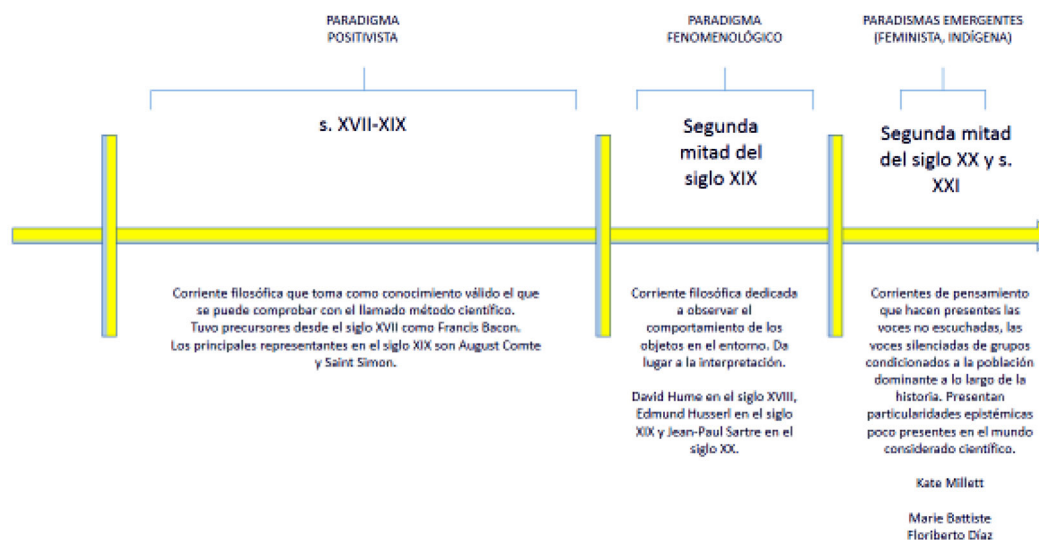 PARADIGMA
POSITIVISTA
s. XVII-XIX
Corriente filosófica que toma como conocimiento válido el que
se puede comprobar con el llamado método científico.
Tuvo precursores desde el siglo XVII como Francis Bacon.
Los principales representantes en el siglo XIX son August Comte
y Saint Simon.
PARADIGMA
FENOMENOLÓGICO
Segunda
mitad del
siglo XIX
Corriente filosófica dedicada
a observar el
comportamiento de los
objetos en el entorno. Da
lugar a la interpretación.
David Hume en el siglo XVIII,
Edmund Husserl en el siglo
XIX y Jean-Paul Sartre en el
siglo XX.
PARADISMAS EMERGENTES
(FEMINISTA, INDÍGENA)
Segunda mitad
del siglo XX y s.
XXI
Corrientes de pensamiento
que hacen presentes las
voces no escuchadas, las
voces silenciadas de grupos
condicionados a la población
dominante a lo largo de la
historia. Presentan
particularidades epistémicas
poco presentes en el mundo
considerado científico.
Kate Millett
Marie Battiste
Floriberto Díaz